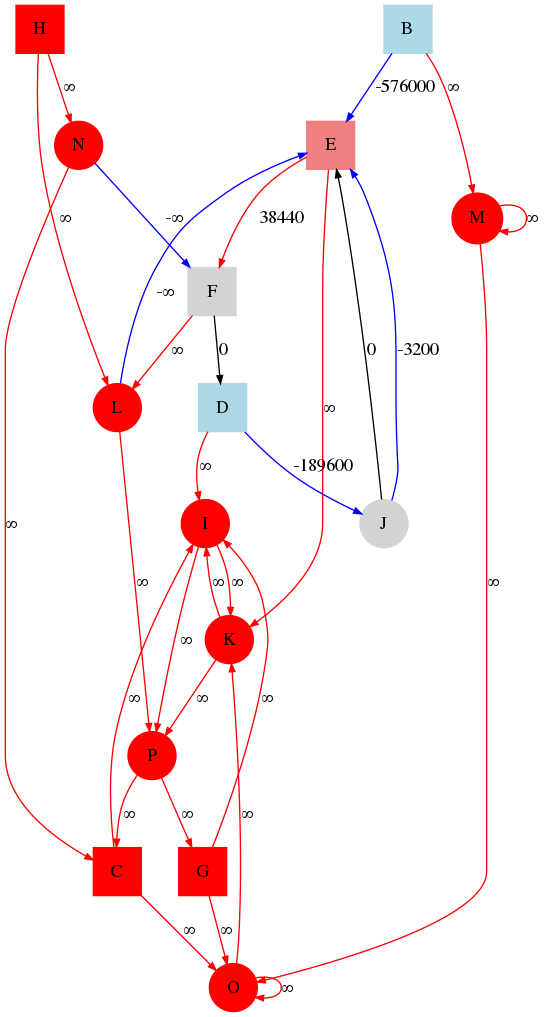 H
B
∞
-576000
∞
N
E
∞
-∞
38440
M
∞
-∞
F
∞
0
0
-3200
L
D
∞
∞
-189600
∞
I
J
∞
∞
∞
∞
K
∞
∞
∞
∞
∞
P
∞
∞
∞
C
G
∞
∞
O
∞